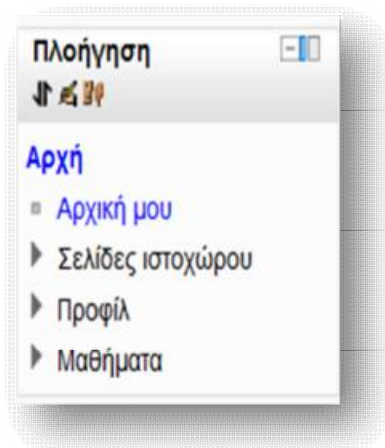 Πλοήγηση
Αρχή
Αρχική μου
Σελίδες ιστοχώρου
Προφίλ
Μαθήματα